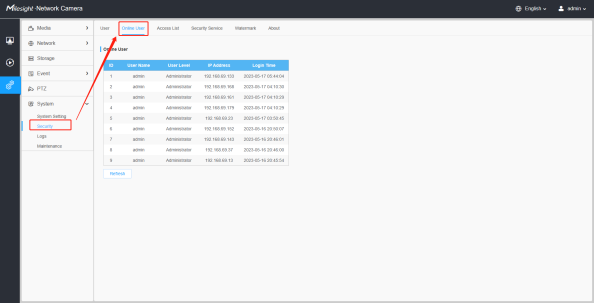 Milesight -Network Camera
English
admin
Media
Network
Storage
Event
PTZ
System
System Setting
Security
Logs
Maintenance
User Online User Access List Security Service Watermark About
Online User
ID User Name User Level IP Address Login Time
1 admin Administrator 192.168.69.133 2023-05-17 05:44:04
2 admin Administrator 192.168.69.168 2023-05-17 04:10:39
3 admin Administrator 192.168.69.161 2023-05-17 04:10:29
4 admin Administrator 192.168.69.179 2023-05-17 04:10:29
5 admin Administrator 192.168.69.23 2023-05-17 03:50:45
6 admin Administrator 192.168.69.192 2023-05-16 20:55:07
7 admin Administrator 192.168.69.143 2023-05-16 20:46:01
8 admin Administrator 192.168.69.37 2023-05-16 20:46:00
9 admin Administrator 192.168.69.13 2023-05-16 20:45:54
Refresh